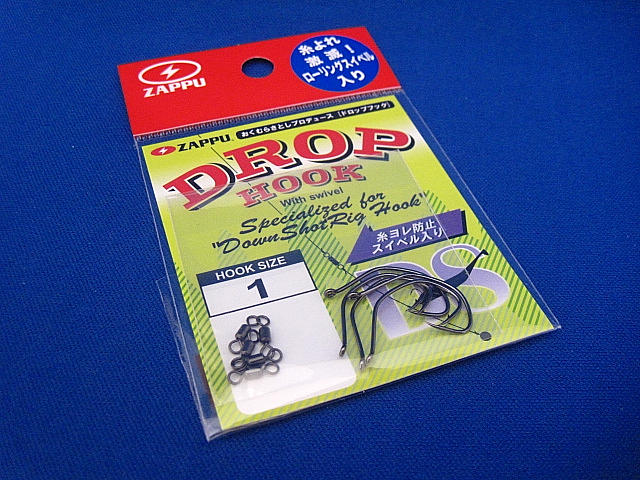 ZAPPU
糸よれ
激減!
ローリングスイベル
入り
ZAPPU
おくむらさとしプロデュース [ドロップフック]
DROP
HOOK
With swivel
Specialized for
"DownShotRig Hook"
糸ヨレ防止
スイベル入り
HOOK SIZE
1
DS